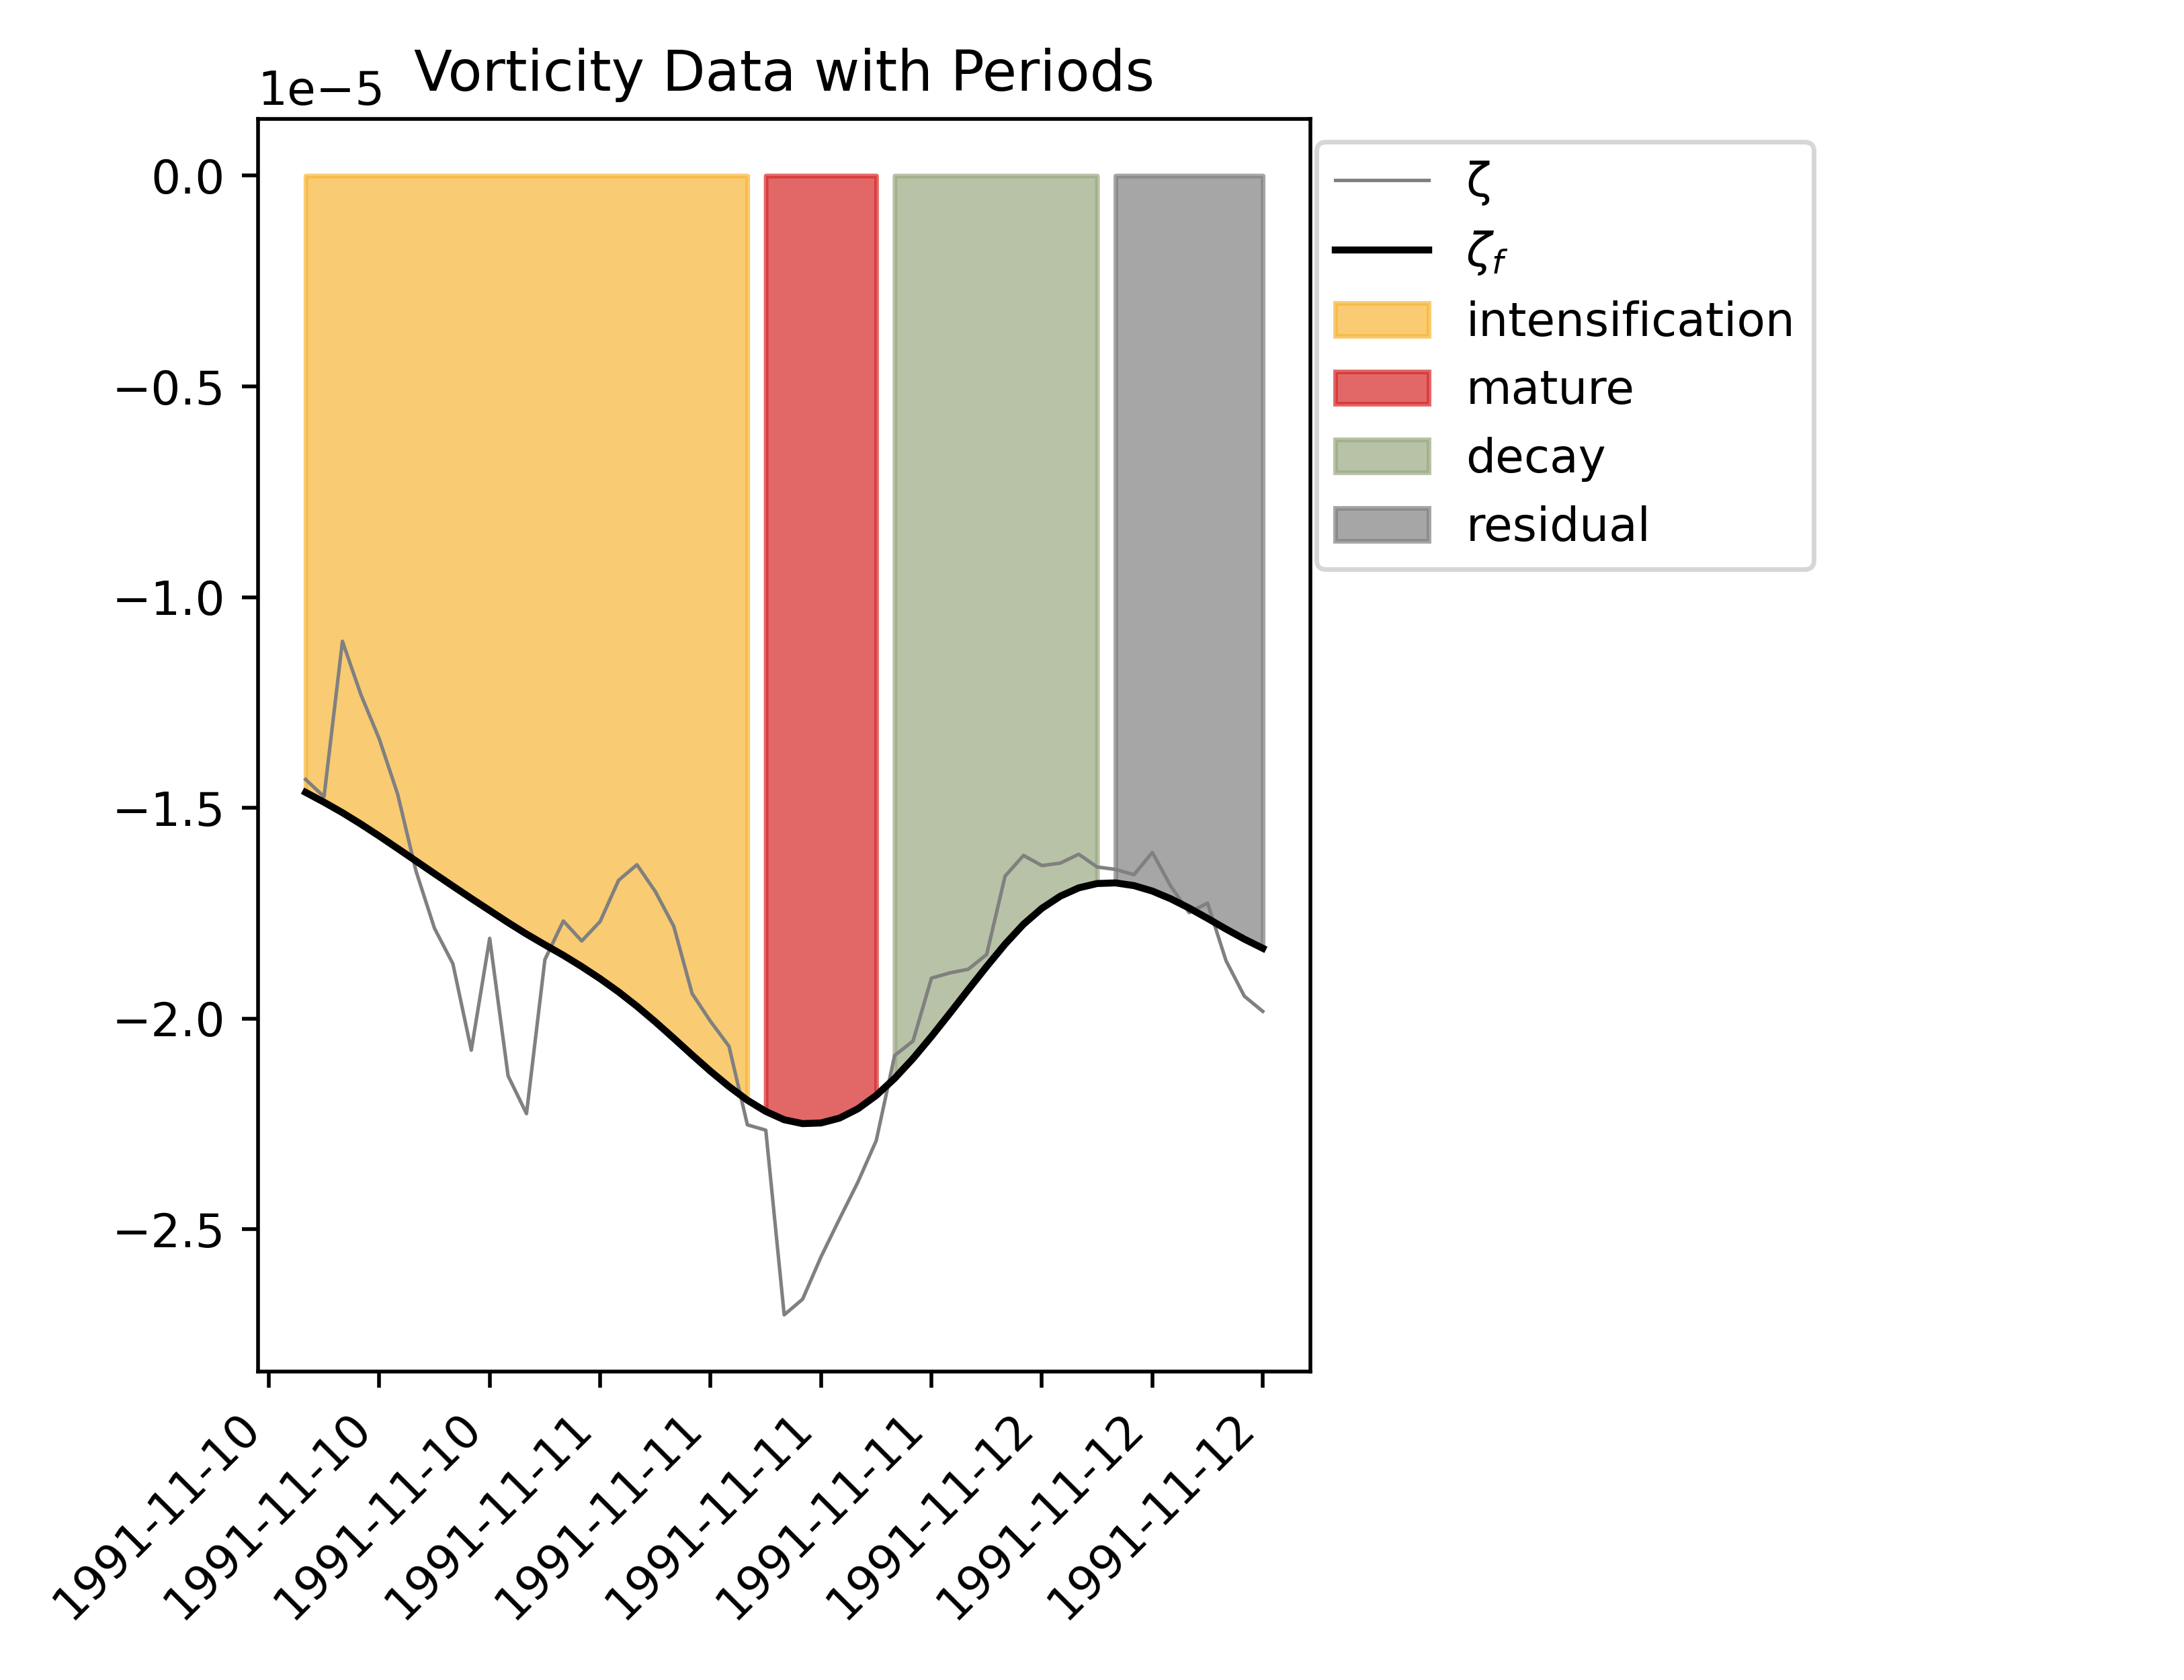 Vorticity Data with Periods
1e−5
0.0
−0.5
−1.0
−1.5
−2.0
−2.5
1991-11-10
1991-11-10
1991-11-10
1991-11-11
1991-11-11
1991-11-11
1991-11-11
1991-11-12
1991-11-12
1991-11-12
ζ
ζf
intensification
mature
decay
residual